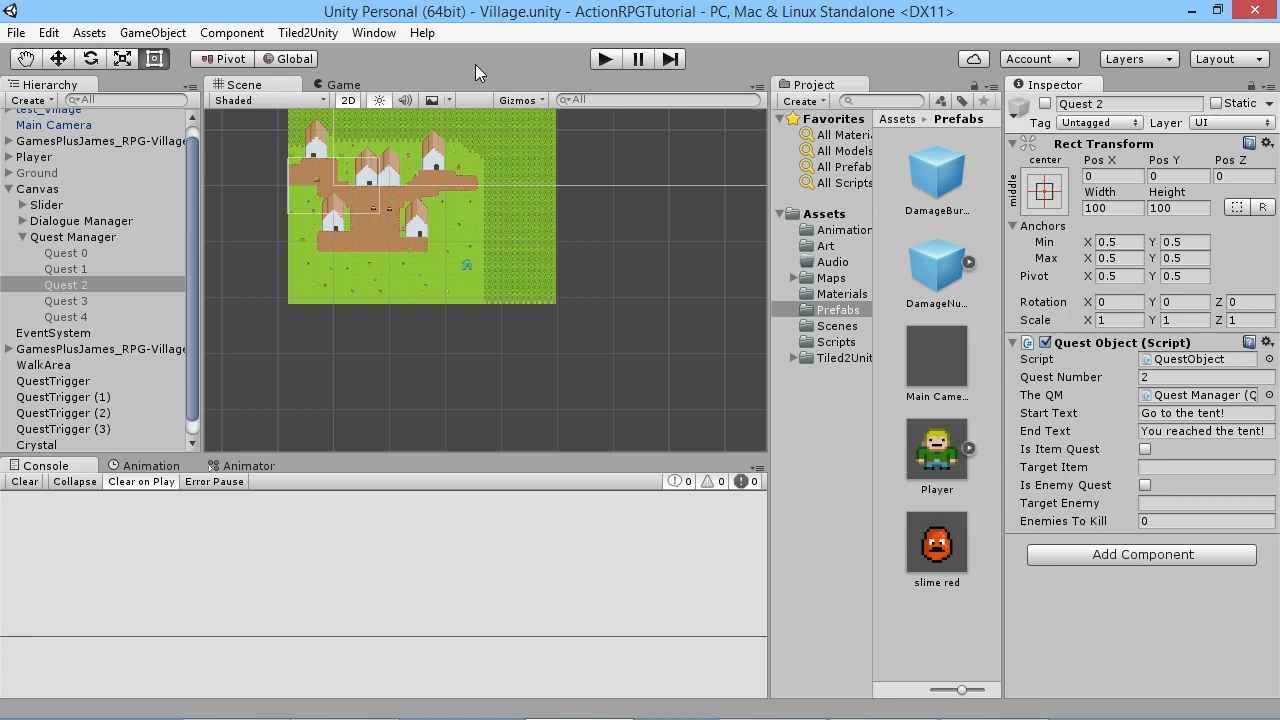 Unity Personal (64bit) - Village.unity - ActionRPGTutorial - PC, Mac & Linux Standalone <DX11>
File Edit Assets GameObject Component Tiled2Unity Window Help
Pivot Global Account Layers Layout
Hierarchy
Create All
test_village
Main Camera
GamesPlusJames_RPG-Village
Player
Ground
Canvas
Slider
Dialogue Manager
Quest Manager
Quest 0
Quest 1
Quest 2
Quest 3
Quest 4
EventSystem
GamesPlusJames_RPG-Village
WalkArea
QuestTrigger
QuestTrigger (1)
QuestTrigger (2)
QuestTrigger (3)
Crystal
Scene Game
Shaded 2D Gizmos All
Console Animation Animator
Clear Collapse Clear on Play Error Pause 0 0 0
Project
Create
Favorites
All Materi
All Models
All Prefab
All Scripts
Assets
Animation
Art
Audio
Maps
Materials
Prefabs
Scenes
Scripts
Tiled2Unit
Assets Prefabs
DamageBur...
DamageNu...
Main Came...
Player
slime red
Inspector
Quest 2 Static
Tag Untagged Layer UI
Rect Transform
center Pos X Pos Y Pos Z
middle 0 0 0
Width Height
100 100 R
Anchors
Min X 0.5 Y 0.5
Max X 0.5 Y 0.5
Pivot X 0.5 Y 0.5
Rotation X 0 Y 0 Z 0
Scale X 1 Y 1 Z 1
Quest Object (Script)
Script QuestObject
Quest Number 2
The QM Quest Manager (Q
Start Text Go to the tent!
End Text You reached the tent!
Is Item Quest
Target Item
Is Enemy Quest
Target Enemy
Enemies To Kill 0
Add Component